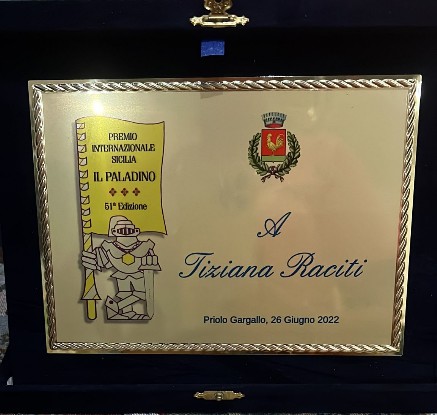 PREMIO
INTERNAZIONALE
SICILIA
IL PALADINO
51ª Edizione
A
Tiziana Raciti
Priolo Gargallo, 26 Giugno 2022